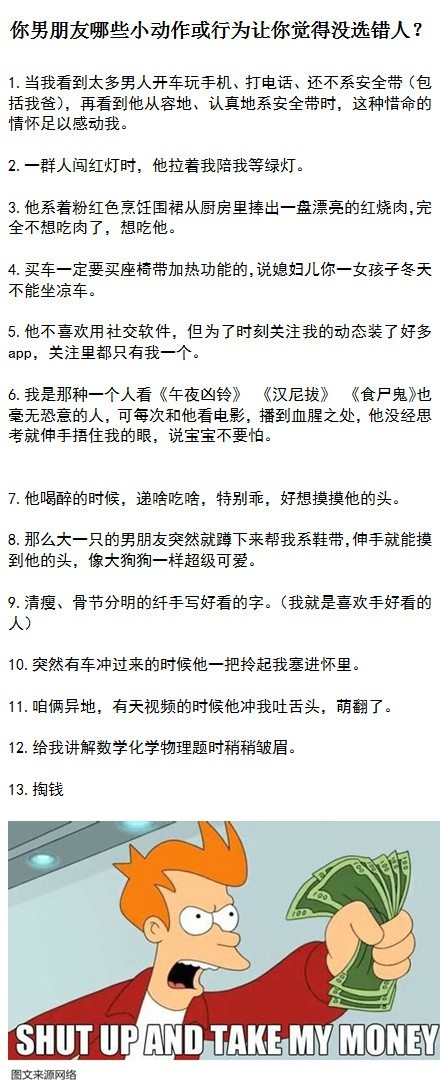 你男朋友哪些小动作或行为让你觉得没选错人？
1.当我看到太多男人开车玩手机、打电话、还不系安全带（包
括我爸），再看到他从容地、认真地系安全带时，这种惜命的
情怀足以感动我。
2.一群人闯红灯时，他拉着我陪我等绿灯。
3.他系着粉红色烹饪围裙从厨房里捧出一盘漂亮的红烧肉,完
全不想吃肉了，想吃他。
4.买车一定要买座椅带加热功能的,说媳妇儿你一女孩子冬天
不能坐凉车。
5.他不喜欢用社交软件，但为了时刻关注我的动态装了好多
app，关注里都只有我一个。
6.我是那种一个人看《午夜凶铃》 《汉尼拔》 《食尸鬼》也
毫无恐意的人，可每次和他看电影，播到血腥之处，他没经思
考就伸手捂住我的眼，说宝宝不要怕。
7.他喝醉的时候，递啥吃啥，特别乖，好想摸摸他的头。
8.那么大一只的男朋友突然就蹲下来帮我系鞋带,伸手就能摸
到他的头，像大狗狗一样超级可爱。
9.清瘦、骨节分明的纤手写好看的字。（我就是喜欢手好看的
人）
10.突然有车冲过来的时候他一把拎起我塞进怀里。
11.咱俩异地，有天视频的时候他冲我吐舌头，萌翻了。
12.给我讲解数学化学物理题时稍稍皱眉。
13.掏钱
SHUT UP AND TAKE MY MONEY
图文来源网络